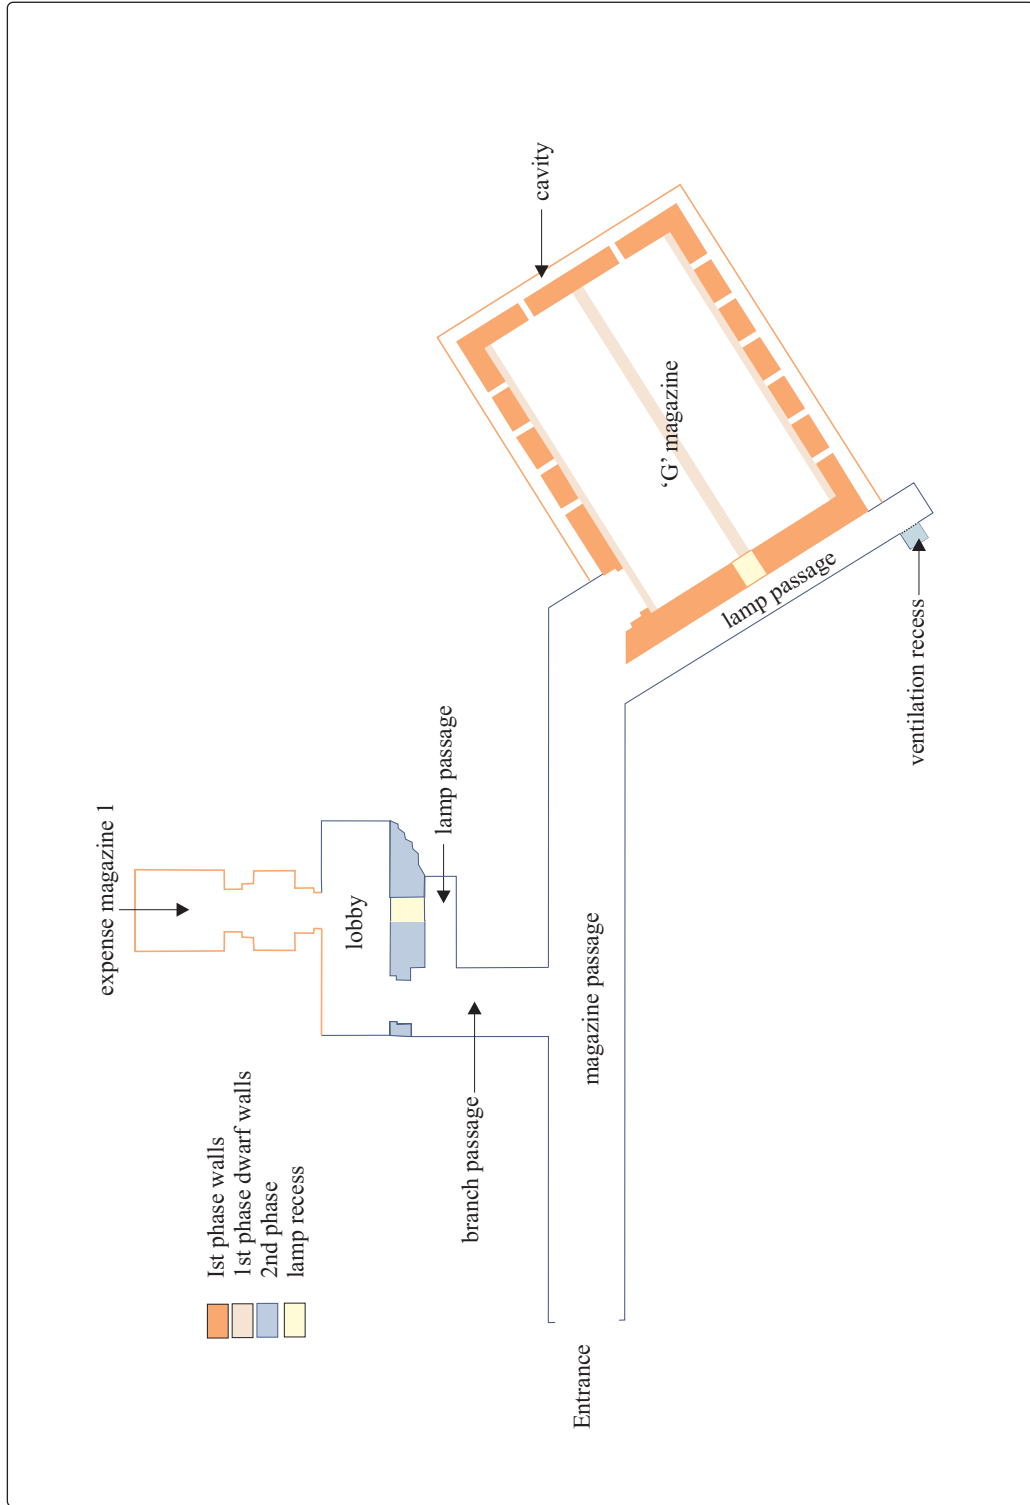 expense magazine 1
lobby
lamp passage
cavity
‘G’ magazine
lamp passage
ventilation recess
branch passage
magazine passage
Entrance
Ist phase walls
1st phase dwarf walls
2nd phase
lamp recess